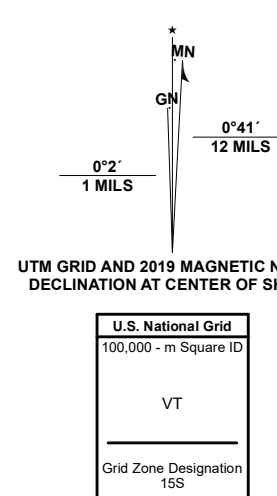 ★
MN
GN
0°41´
12 MILS
0°2´
1 MILS
UTM GRID AND 2019 MAGNETIC N
DECLINATION AT CENTER OF SH
U.S. National Grid
100,000 - m Square ID
VT
Grid Zone Designation
15S